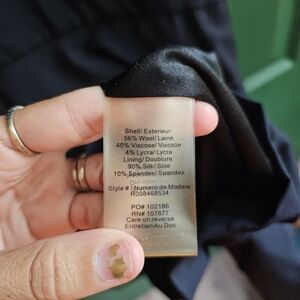 Shell/ Exterieur:
56% Wool/ Laine
40% Viscose/ Viscose
4% Lycra/ Lycra
Lining/ Doublure:
90% Silk/ Soie
10% Spandex/ Spandex
Style # / Numero de Modele
R008468534
PO# 102186
RN# 107677
Care on reverse
Entretian Au Dos